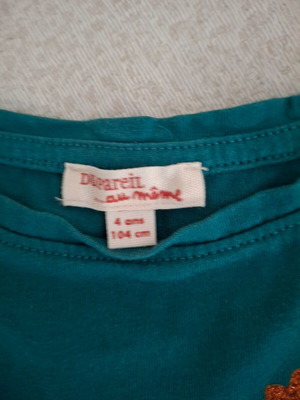 DuPareil
...au même
4 ans
104 cm